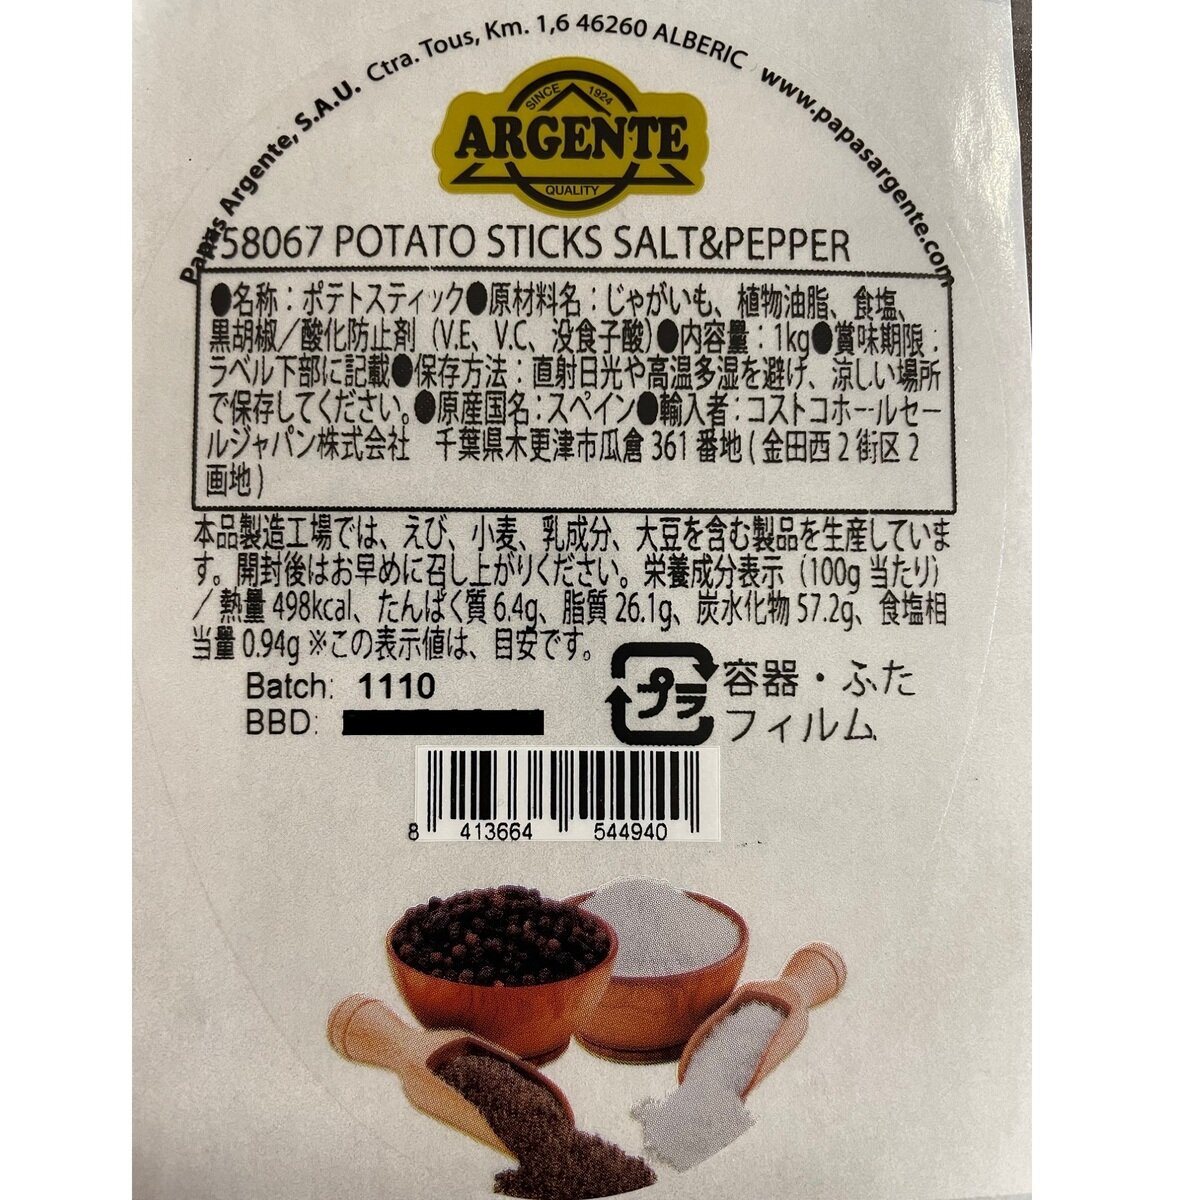 Papas Argente, S.A.U. Ctra. Tous, Km. 1,6 46260 ALBERIC www.papasargente.com
SINCE 1924
ARGENTE
QUALITY
58067 POTATO STICKS SALT&PEPPER
●名称：ポテトスティック●原材料名：じゃがいも、植物油脂、食塩、
黒胡椒／酸化防止剤（V.E、V.C、没食子酸）●内容量：1kg●賞味期限：
ラベル下部に記載●保存方法：直射日光や高温多湿を避け、涼しい場所
で保存してください。●原産国名：スペイン●輸入者：コストコホールセー
ルジャパン株式会社　千葉県木更津市瓜倉 361 番地 ( 金田西 2 街区 2
画地 )
本品製造工場では、えび、小麦、乳成分、大豆を含む製品を生産していま
す。開封後はお早めに召し上がりください。栄養成分表示（100g 当たり）
／熱量 498kcal、たんぱく質 6.4g、脂質 26.1g、炭水化物 57.2g、食塩相
当量 0.94g ※この表示値は、目安です。
Batch: 1110
BBD:
プラ
容器・ふた
フィルム
8 413664 544940